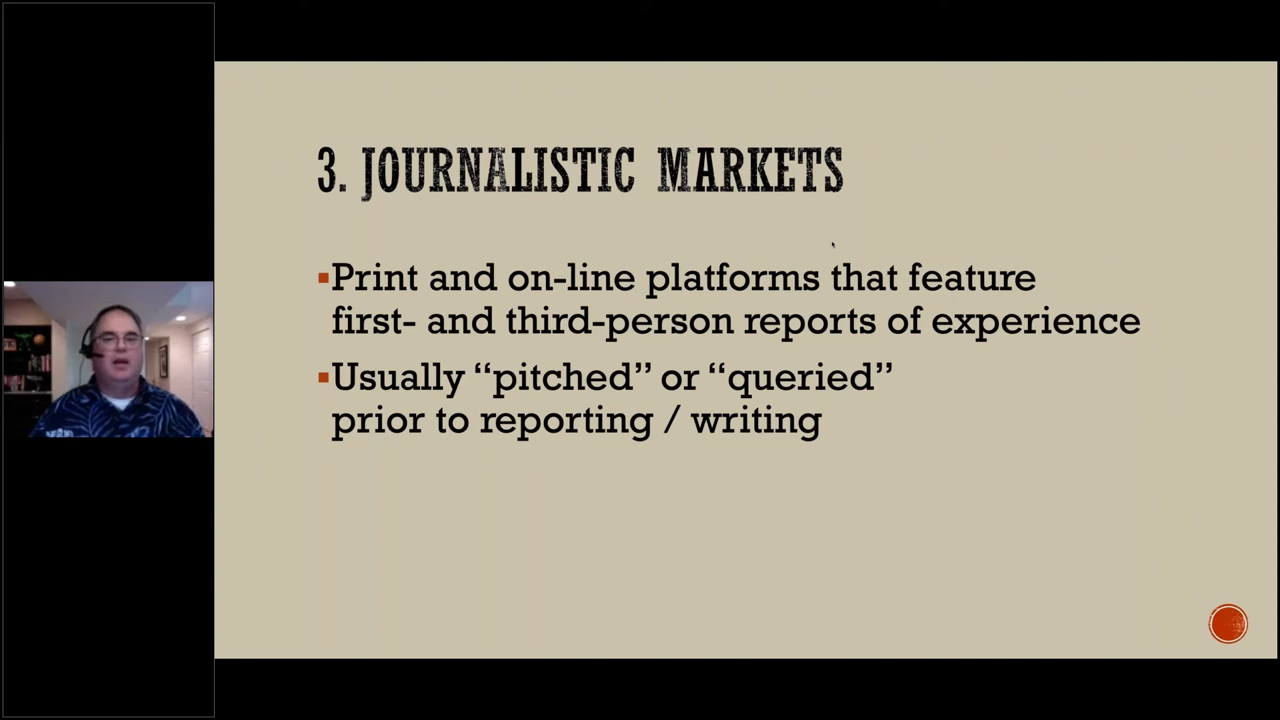 3. JOURNALISTIC MARKETS
▪Print and on-line platforms that feature
first- and third-person reports of experience
▪Usually “pitched” or “queried”
prior to reporting / writing